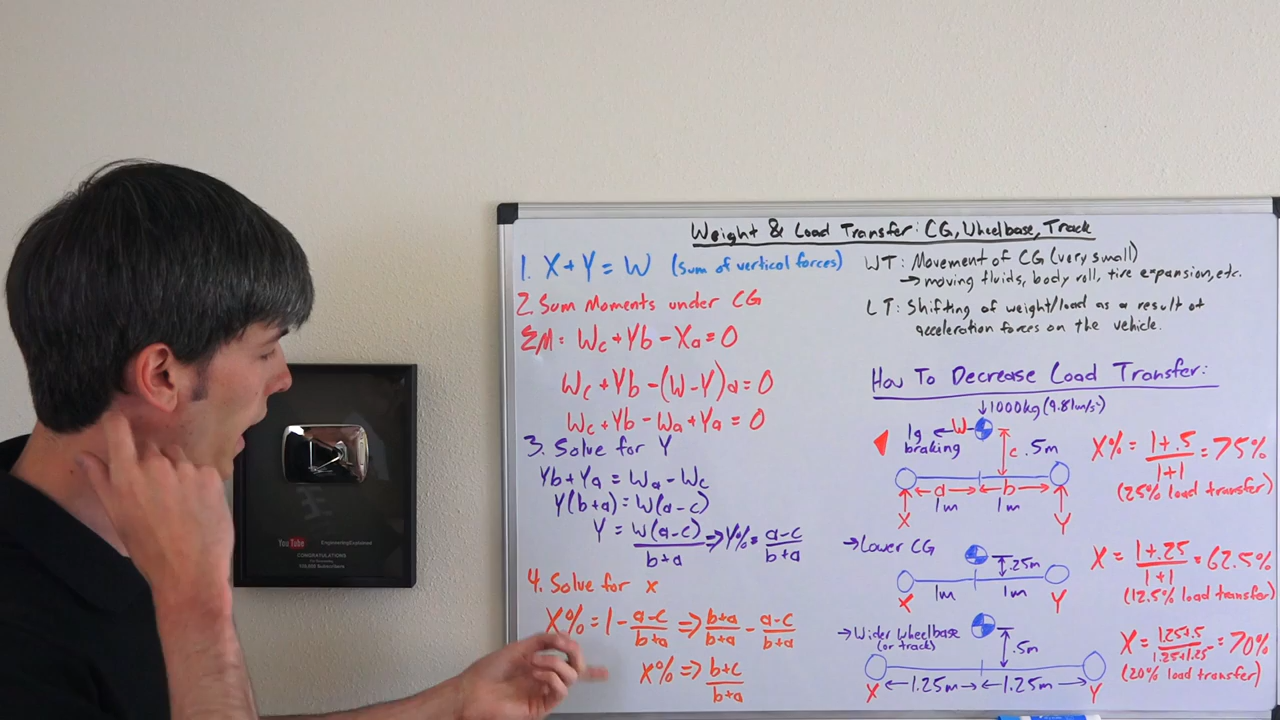 Weight & Load Transfer: CG, Wheelbase, Track
1. X + Y = W (sum of vertical forces)
2. Sum Moments under CG
ΣM: Wc + Yb - Xa = 0
Wc + Yb - (W - Y)a = 0
Wc + Yb - Wa + Ya = 0
3. Solve for Y
Yb + Ya = Wa - Wc
Y(b+a) = W(a-c)
Y = W(a-c)/b+a => Y% = a-c/b+a
4. Solve for x
X% = 1 - a-c/b+a => b+a/b+a - a-c/b+a
X% => b+c/b+a
WT: Movement of CG (very small)
→ moving fluids, body roll, tire expansion, etc.
LT: Shifting of weight/load as a result of
acceleration forces on the vehicle.
How To Decrease Load Transfer:
↓1000kg (9.81m/s²)
1g ← W
braking
c .5m
← a → ← b →
1m 1m
X Y
X% = 1+.5/1+1 = 75%
(25% load transfer)
→ Lower CG
.25m
1m 1m
X Y
X = 1+.25/1+1 = 62.5%
(12.5% load transfer)
→ Wider wheelbase
(or track)
.5m
X ← 1.25m → ← 1.25m → Y
X = 1.25+.5/1.25+1.25 = 70%
(20% load transfer)
YouTube EngineeringExplained
CONGRATULATIONS